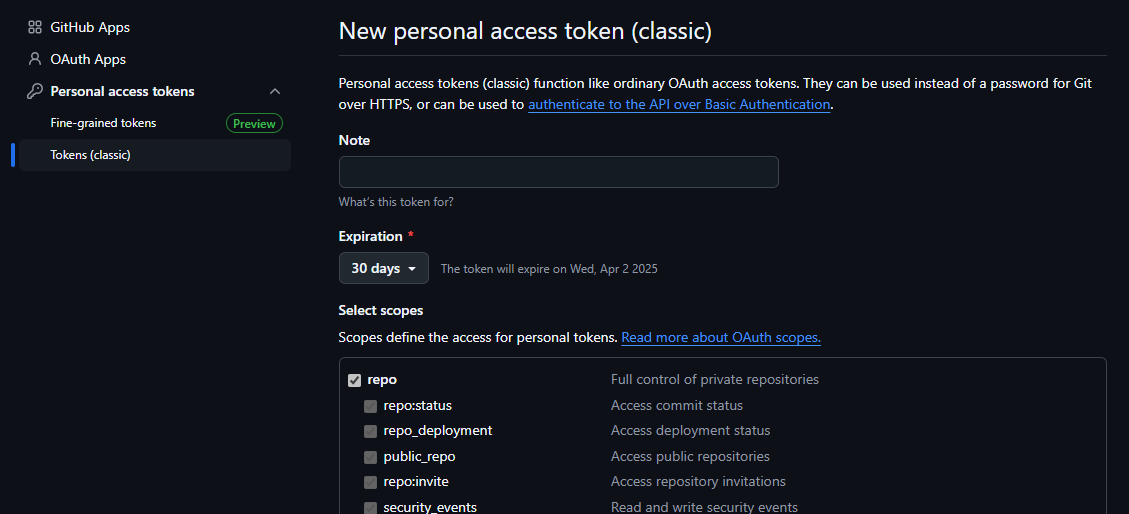 GitHub Apps
OAuth Apps
Personal access tokens
Fine-grained tokens Preview
Tokens (classic)
New personal access token (classic)
Personal access tokens (classic) function like ordinary OAuth access tokens. They can be used instead of a password for Git
over HTTPS, or can be used to authenticate to the API over Basic Authentication.
Note
What's this token for?
Expiration *
30 days The token will expire on Wed, Apr 2 2025
Select scopes
Scopes define the access for personal tokens. Read more about OAuth scopes.
repo Full control of private repositories
repo:status Access commit status
repo_deployment Access deployment status
public_repo Access public repositories
repo:invite Access repository invitations
security_events Read and write security events